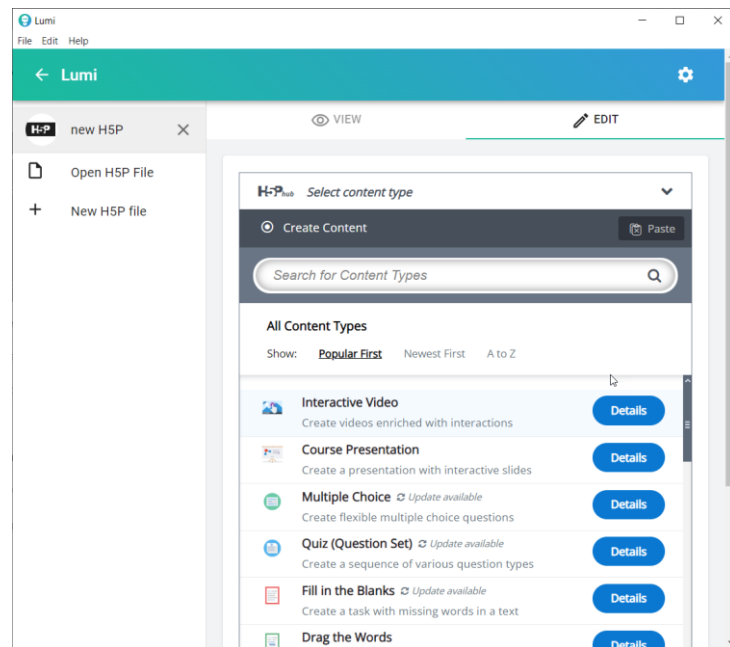 Lumi
File Edit Help
Lumi
H5P new H5P
Open H5P File
New H5P file
VIEW
EDIT
H5Phub Select content type
Create Content
Paste
Search for Content Types
All Content Types
Show: Popular First Newest First A to Z
Interactive Video
Create videos enriched with interactions
Details
Course Presentation
Create a presentation with interactive slides
Details
Multiple Choice Update available
Create flexible multiple choice questions
Details
Quiz (Question Set) Update available
Create a sequence of various question types
Details
Fill in the Blanks Update available
Create a task with missing words in a text
Details
Drag the Words
Details